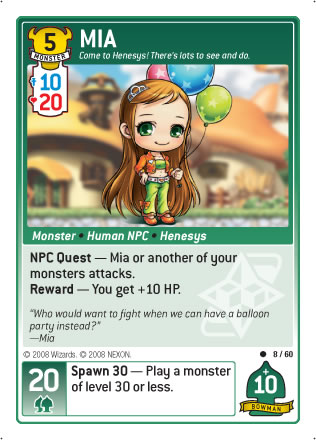 5
MONSTER
MIA
Come to Henesys! There's lots to see and do.
10
20
Monster • Human NPC • Henesys
NPC Quest — Mia or another of your
monsters attacks.
Reward — You get +10 HP.
"Who would want to fight when we can have a balloon
party instead?"
—Mia
© 2008 Wizards. © 2008 NEXON.
● 8 / 60
20
Spawn 30 — Play a monster
of level 30 or less.
+
10
BOWMAN